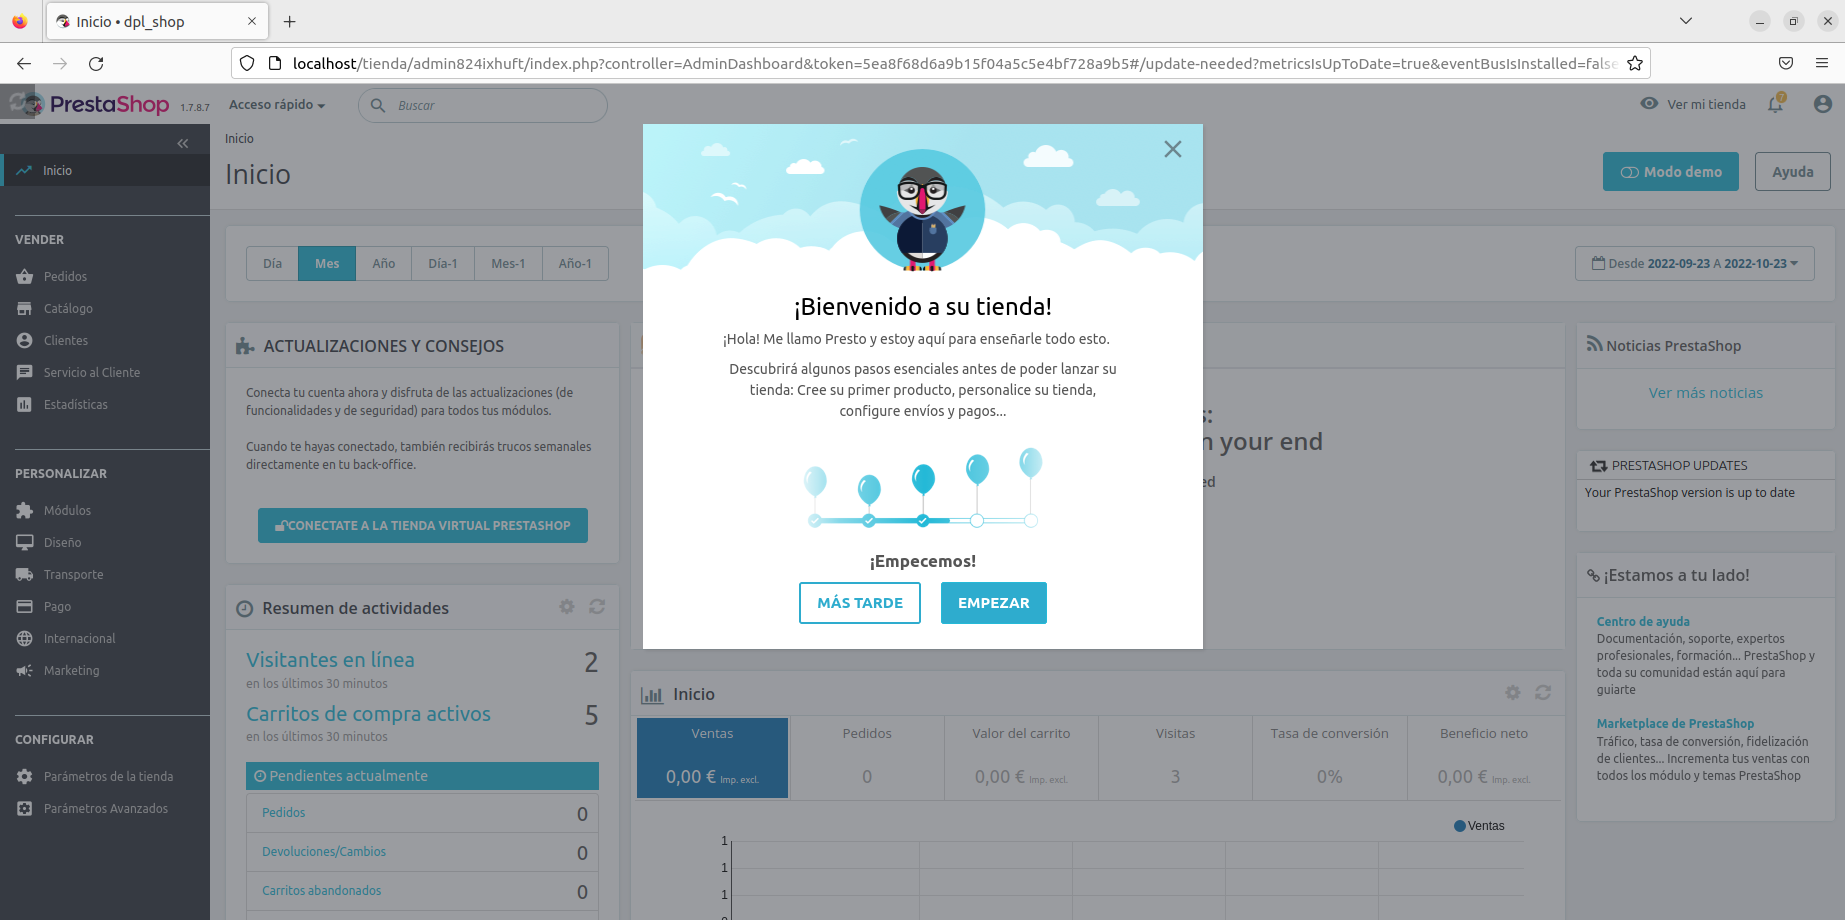 Inicio • dpl_shop
localhost/tienda/admin824ixhuft/index.php?controller=AdminDashboard&token=5ea8f68d6a9b15f04a5c5e4bf728a9b5#/update-needed?metricsIsUpToDate=true&eventBusIsInstalled=false
PrestaShop 1.7.8.7
Acceso rápido
Buscar
Ver mi tienda
7
Inicio
VENDER
Pedidos
Catálogo
Clientes
Servicio al Cliente
Estadísticas
PERSONALIZAR
Módulos
Diseño
Transporte
Pago
Internacional
Marketing
CONFIGURAR
Parámetros de la tienda
Parámetros Avanzados
Inicio
Inicio
Modo demo
Ayuda
Día
Mes
Año
Día-1
Mes-1
Año-1
Desde 2022-09-23 A 2022-10-23
ACTUALIZACIONES Y CONSEJOS
Conecta tu cuenta ahora y disfruta de las actualizaciones (de
funcionalidades y de seguridad) para todos tus módulos.
Cuando te hayas conectado, también recibirás trucos semanales
directamente en tu back-office.
CONECTATE A LA TIENDA VIRTUAL PRESTASHOP
Resumen de actividades
Visitantes en línea 2
en los últimos 30 minutos
Carritos de compra activos 5
en los últimos 30 minutos
Pendientes actualmente
Pedidos 0
Devoluciones/Cambios 0
Carritos abandonados 0
¡Bienvenido a su tienda!
¡Hola! Me llamo Presto y estoy aquí para enseñarle todo esto.
Descubrirá algunos pasos esenciales antes de poder lanzar su
tienda: Cree su primer producto, personalice su tienda,
configure envíos y pagos...
¡Empecemos!
MÁS TARDE
EMPEZAR
your end
Inicio
Ventas
0,00 € Imp. excl.
Pedidos
0
Valor del carrito
0,00 € Imp. excl.
Visitas
3
Tasa de conversión
0%
Beneficio neto
0,00 € Imp. excl.
Ventas
1
1
1
Noticias PrestaShop
Ver más noticias
PRESTASHOP UPDATES
Your PrestaShop version is up to date
¡Estamos a tu lado!
Centro de ayuda
Documentación, soporte, expertos
profesionales, formación... PrestaShop y
toda su comunidad están aquí para
guiarte
Marketplace de PrestaShop
Tráfico, tasa de conversión, fidelización
de clientes... Incrementa tus ventas con
todos los módulo y temas PrestaShop